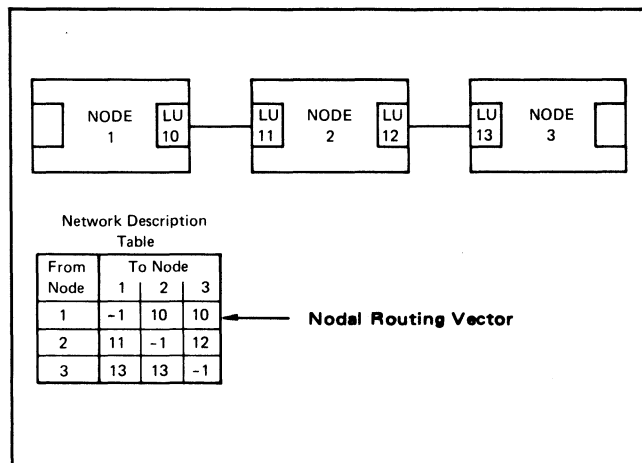 NODE
1
LU
10
LU
11
NODE
2
LU
12
LU
13
NODE
3
Network Description
Table
From To Node
Node 1 2 3
1 -1 10 10
Nodal Routing Vector
2 11 -1 12
3 13 13 -1